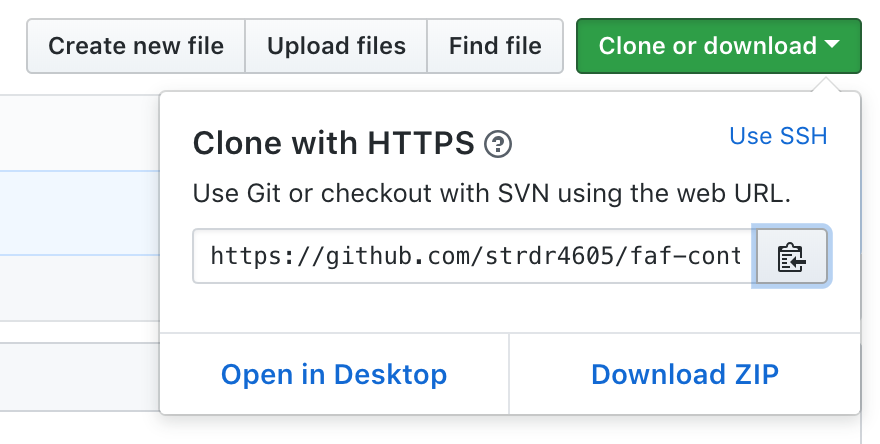 Create new file Upload files Find file Clone or download
Clone with HTTPS ? Use SSH
Use Git or checkout with SVN using the web URL.
https://github.com/strdr4605/faf-cont
Open in Desktop Download ZIP